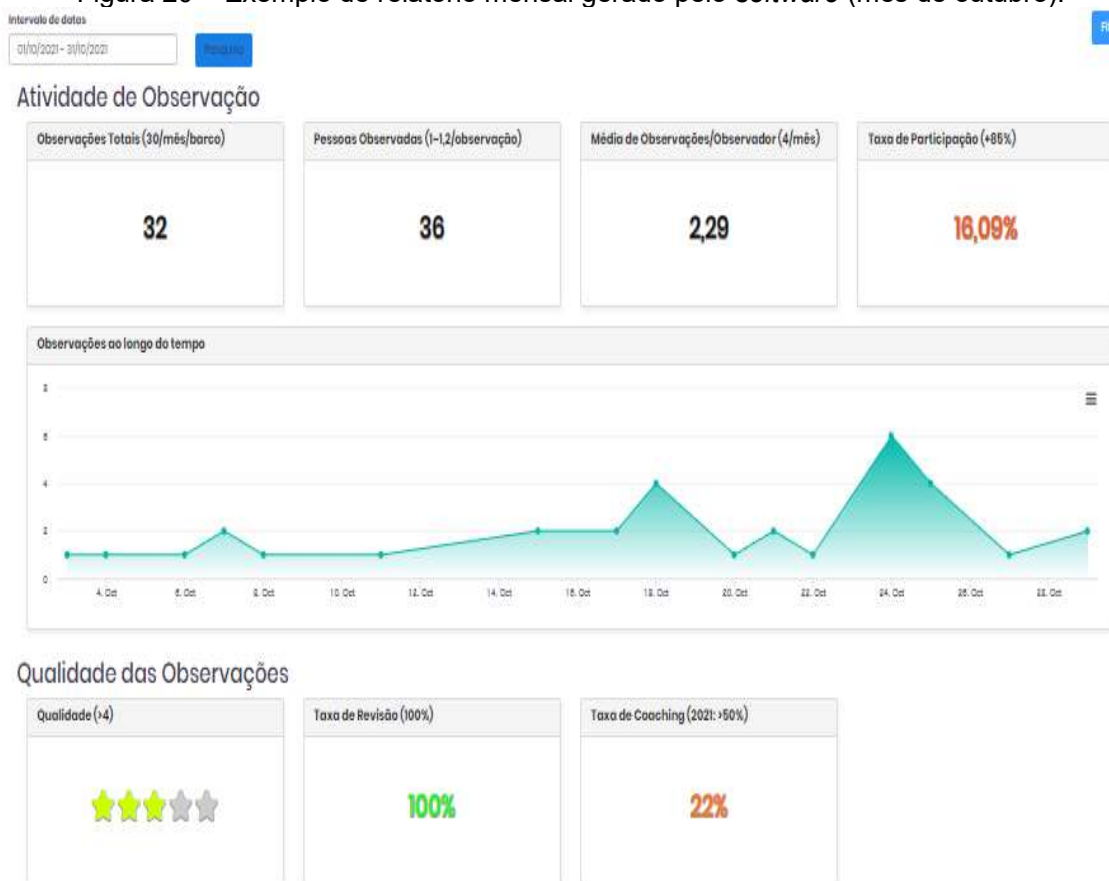 Figura 20 – Exemplo de relatório mensal gerado pelo software (mês de outubro).
Intervalo de datas
01/10/2021 - 31/10/2021
Pesquisa
Atividade de Observação
Observações Totais (30/mês/barco)
Pessoas Observadas (1-1,2/observação)
Média de Observações/Observador (4/mês)
Taxa de Participação (+85%)
32
36
2,29
16,09%
Observações ao longo do tempo
8
6
4
2
0
4. Oct
6. Oct
8. Oct
10. Oct
12. Oct
14. Oct
16. Oct
18. Oct
20. Oct
22. Oct
24. Oct
26. Oct
28. Oct
Qualidade das Observações
Qualidade (>4)
Taxa de Revisão (100%)
Taxa de Coaching (2021: >50%)
100%
22%